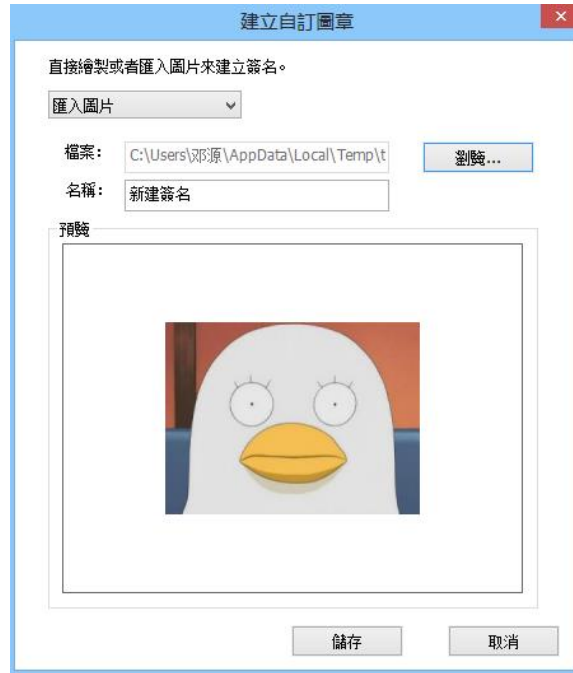 建立自訂圖章
直接繪製或者匯入圖片來建立簽名。
匯入圖片
檔案：
C:\Users\邓源\AppData\Local\Temp\t
瀏覽...
名稱：
新建簽名
預覽
儲存
取消